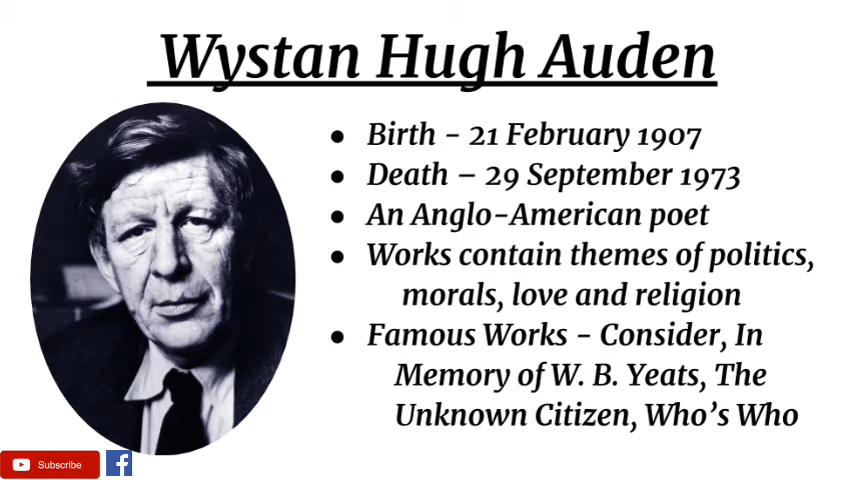 Wystan Hugh Auden
● Birth - 21 February 1907
● Death – 29 September 1973
● An Anglo-American poet
● Works contain themes of politics,
morals, love and religion
● Famous Works - Consider, In
Memory of W. B. Yeats, The
Unknown Citizen, Who’s Who
Subscribe